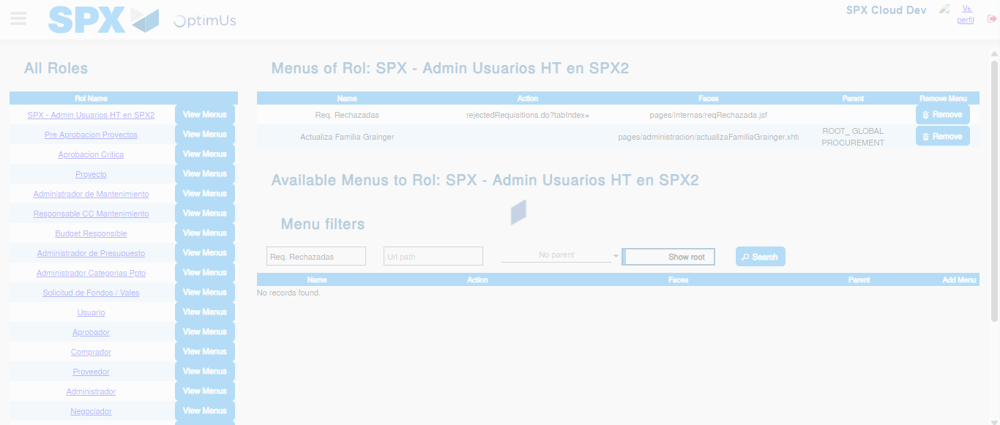 SPX OptimUs
SPX Cloud Dev
Ve
perfil
All Roles
Rol Name
SPX - Admin Usuarios HT en SPX2 View Menus
Pre Aprobacion Proyectos View Menus
Aprobacion Critica View Menus
Proyecto View Menus
Administrador de Mantenimiento View Menus
Responsable CC Mantenimiento View Menus
Budget Responsible View Menus
Administrador de Presupuesto View Menus
Administrador Categorias Ppto View Menus
Solicitud de Fondos / Vales View Menus
Usuario View Menus
Aprobador View Menus
Comprador View Menus
Proveedor View Menus
Administrador View Menus
Negociador View Menus
Menus of Rol: SPX - Admin Usuarios HT en SPX2
Name Action Faces Parent Remove Menu
Req. Rechazadas rejectedRequisitions.do?tabIndex= pages/internas/reqRechazada.jsf Remove
Actualiza Familia Grainger pages/administracion/actualizaFamiliaGrainger.xht ROOT_ GLOBAL
PROCUREMENT Remove
Available Menus to Rol: SPX - Admin Usuarios HT en SPX2
Menu filters
Req. Rechazadas Url path No parent Show root Search
Name Action Faces Parent Add Menu
No records found.